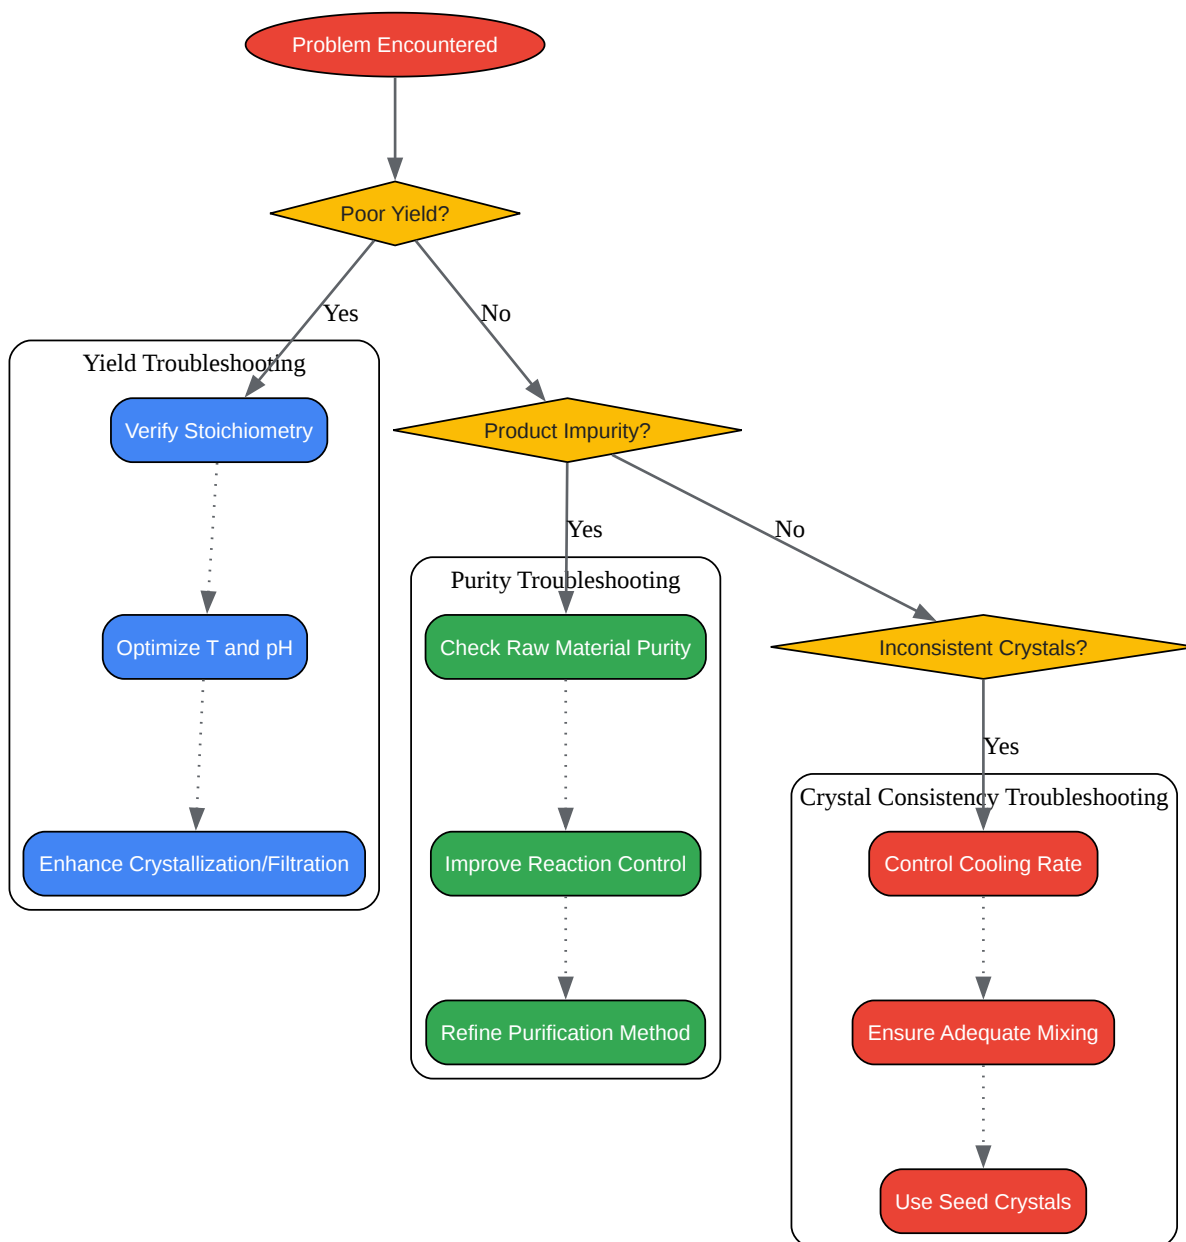 Problem Encountered
Poor Yield?
Yes
No
Yield Troubleshooting
Verify Stoichiometry
Product Impurity?
Yes
No
Purity Troubleshooting
Optimize T and pH
Check Raw Material Purity
Inconsistent Crystals?
Yes
Crystal Consistency Troubleshooting
Enhance Crystallization/Filtration
Improve Reaction Control
Control Cooling Rate
Refine Purification Method
Ensure Adequate Mixing
Use Seed Crystals